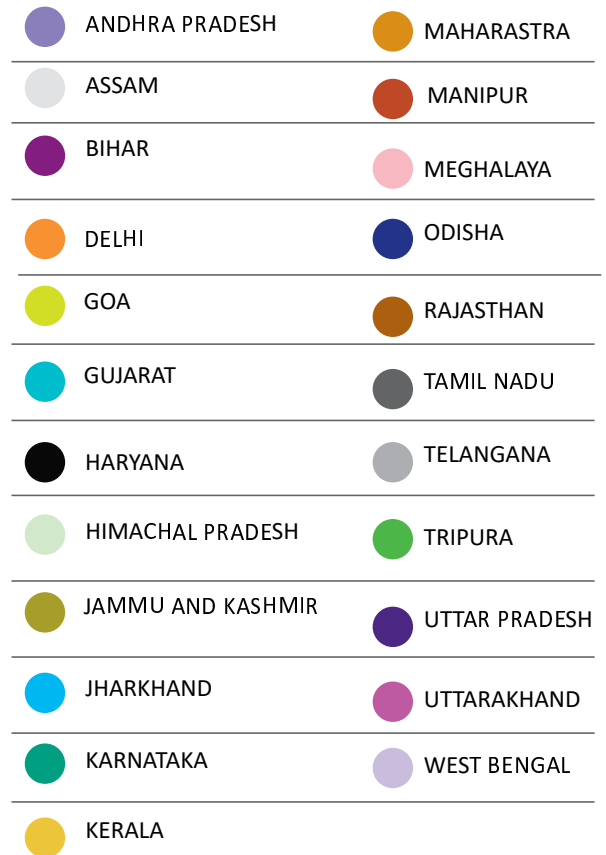 ANDHRA PRADESH
ASSAM
BIHAR
DELHI
GOA
GUJARAT
HARYANA
HIMACHAL PRADESH
JAMMU AND KASHMIR
JHARKHAND
KARNATAKA
KERALA
MAHARASTRA
MANIPUR
MEGHALAYA
ODISHA
RAJASTHAN
TAMIL NADU
TELANGANA
TRIPURA
UTTAR PRADESH
UTTARAKHAND
WEST BENGAL